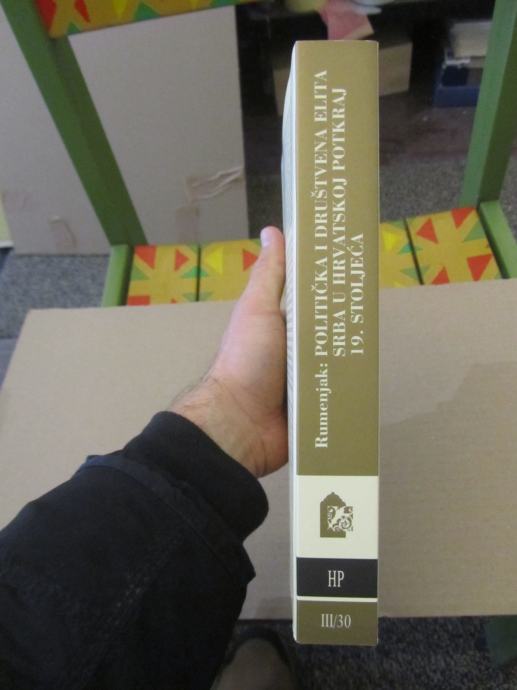 Rumenjak: POLITIČKA I DRUŠTVENA ELITA
SRBA U HRVATSKOJ POTKRAJ
19. STOLJEĆA
HP
III/30